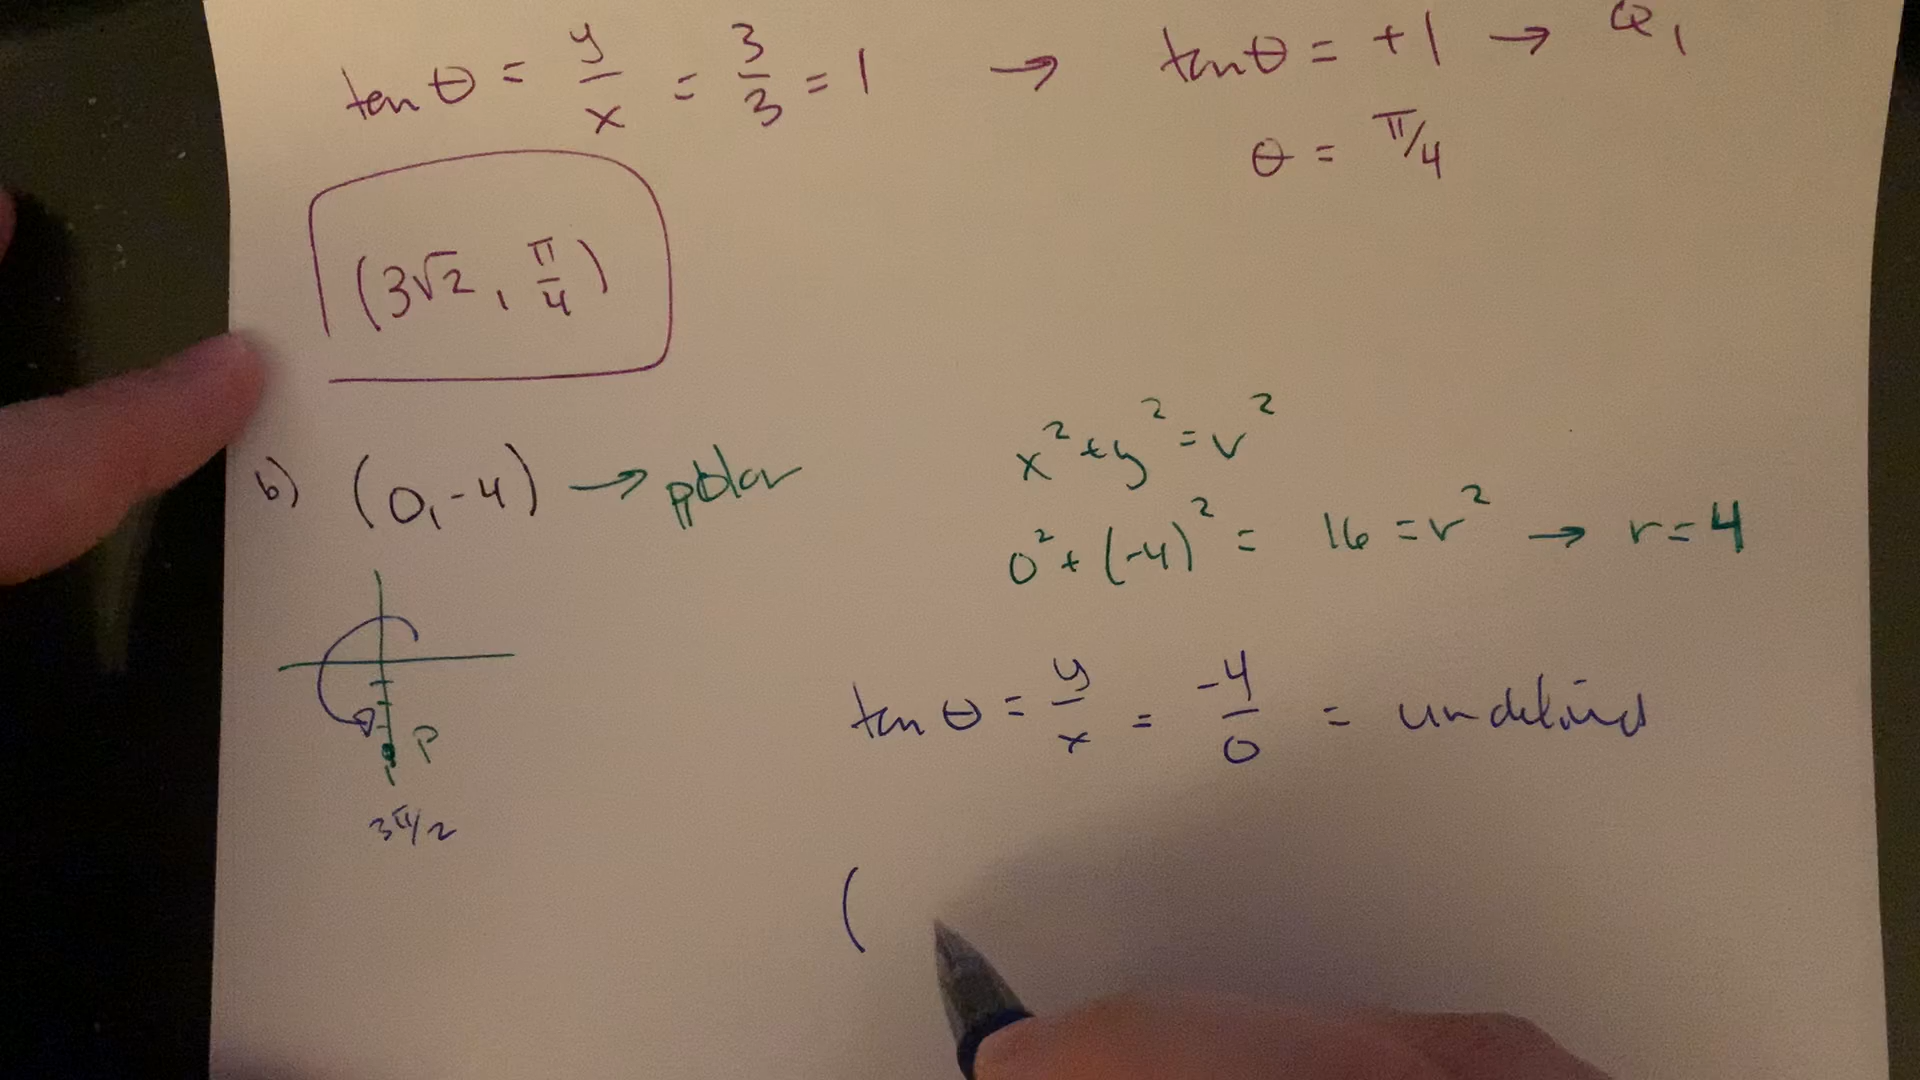 tan θ = y/x = 3/3 = 1 → tan θ = +1 → Q1
θ = π/4
(3√2, π/4)
x² + y² = r²
b) (0, -4) → polar
0² + (-4)² = 16 = r² → r = 4
tan θ = y/x = -4/0 = undefined
P
3π/2
(